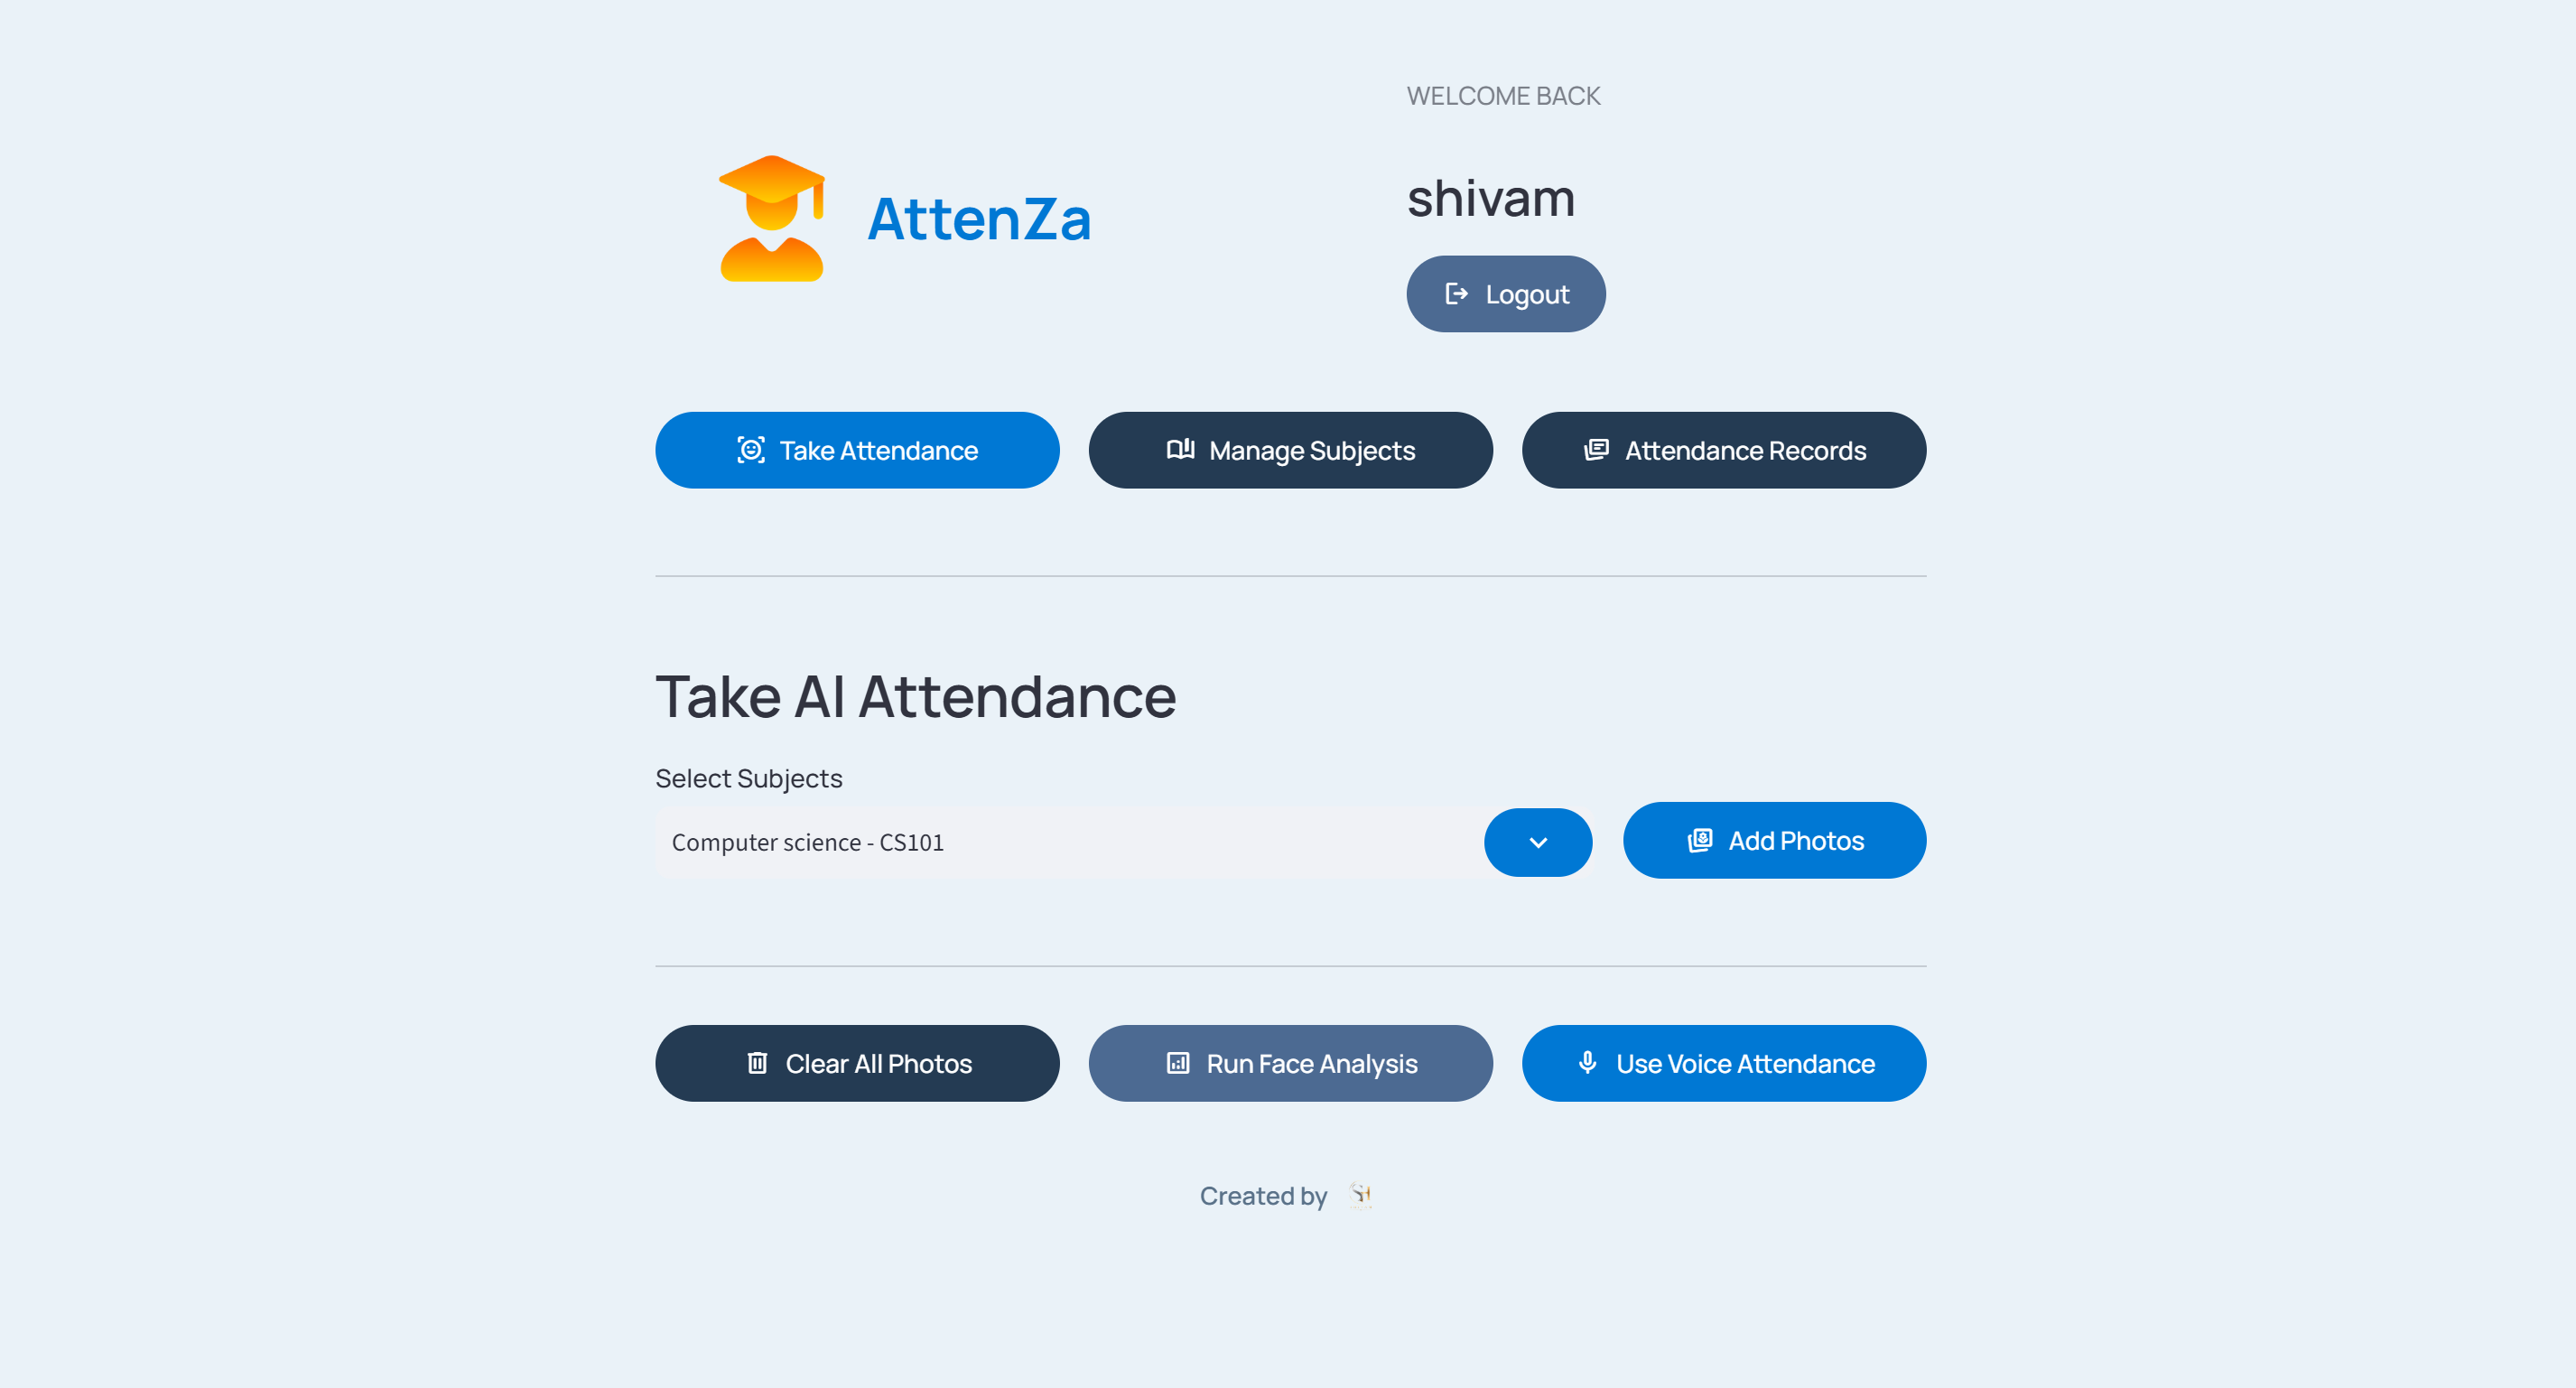 AttenZa
WELCOME BACK
shivam
Logout
Take Attendance
Manage Subjects
Attendance Records
Take AI Attendance
Select Subjects
Computer science - CS101
Add Photos
Clear All Photos
Run Face Analysis
Use Voice Attendance
Created by